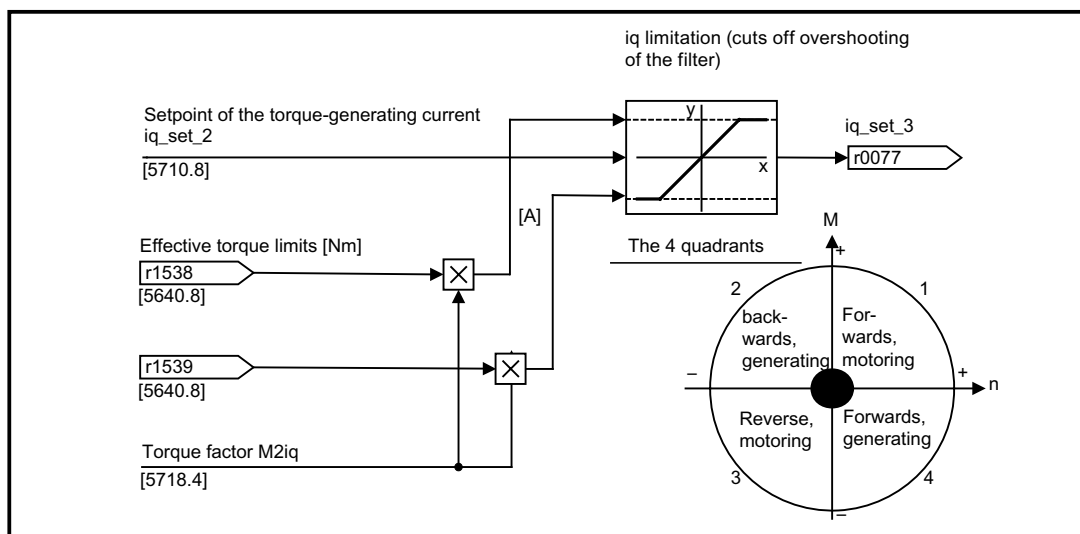 iq limitation (cuts off overshooting
of the filter)
Setpoint of the torque-generating current
iq_set_2
[5710.8]
y
x
iq_set_3
r0077
[A]
Effective torque limits [Nm]
r1538
[5640.8]
r1539
[5640.8]
Torque factor M2iq
[5718.4]
The 4 quadrants
M
+
2
1
back-
wards,
generating
For-
wards,
motoring
–
+
n
Reverse,
motoring
Forwards,
generating
3
4
–